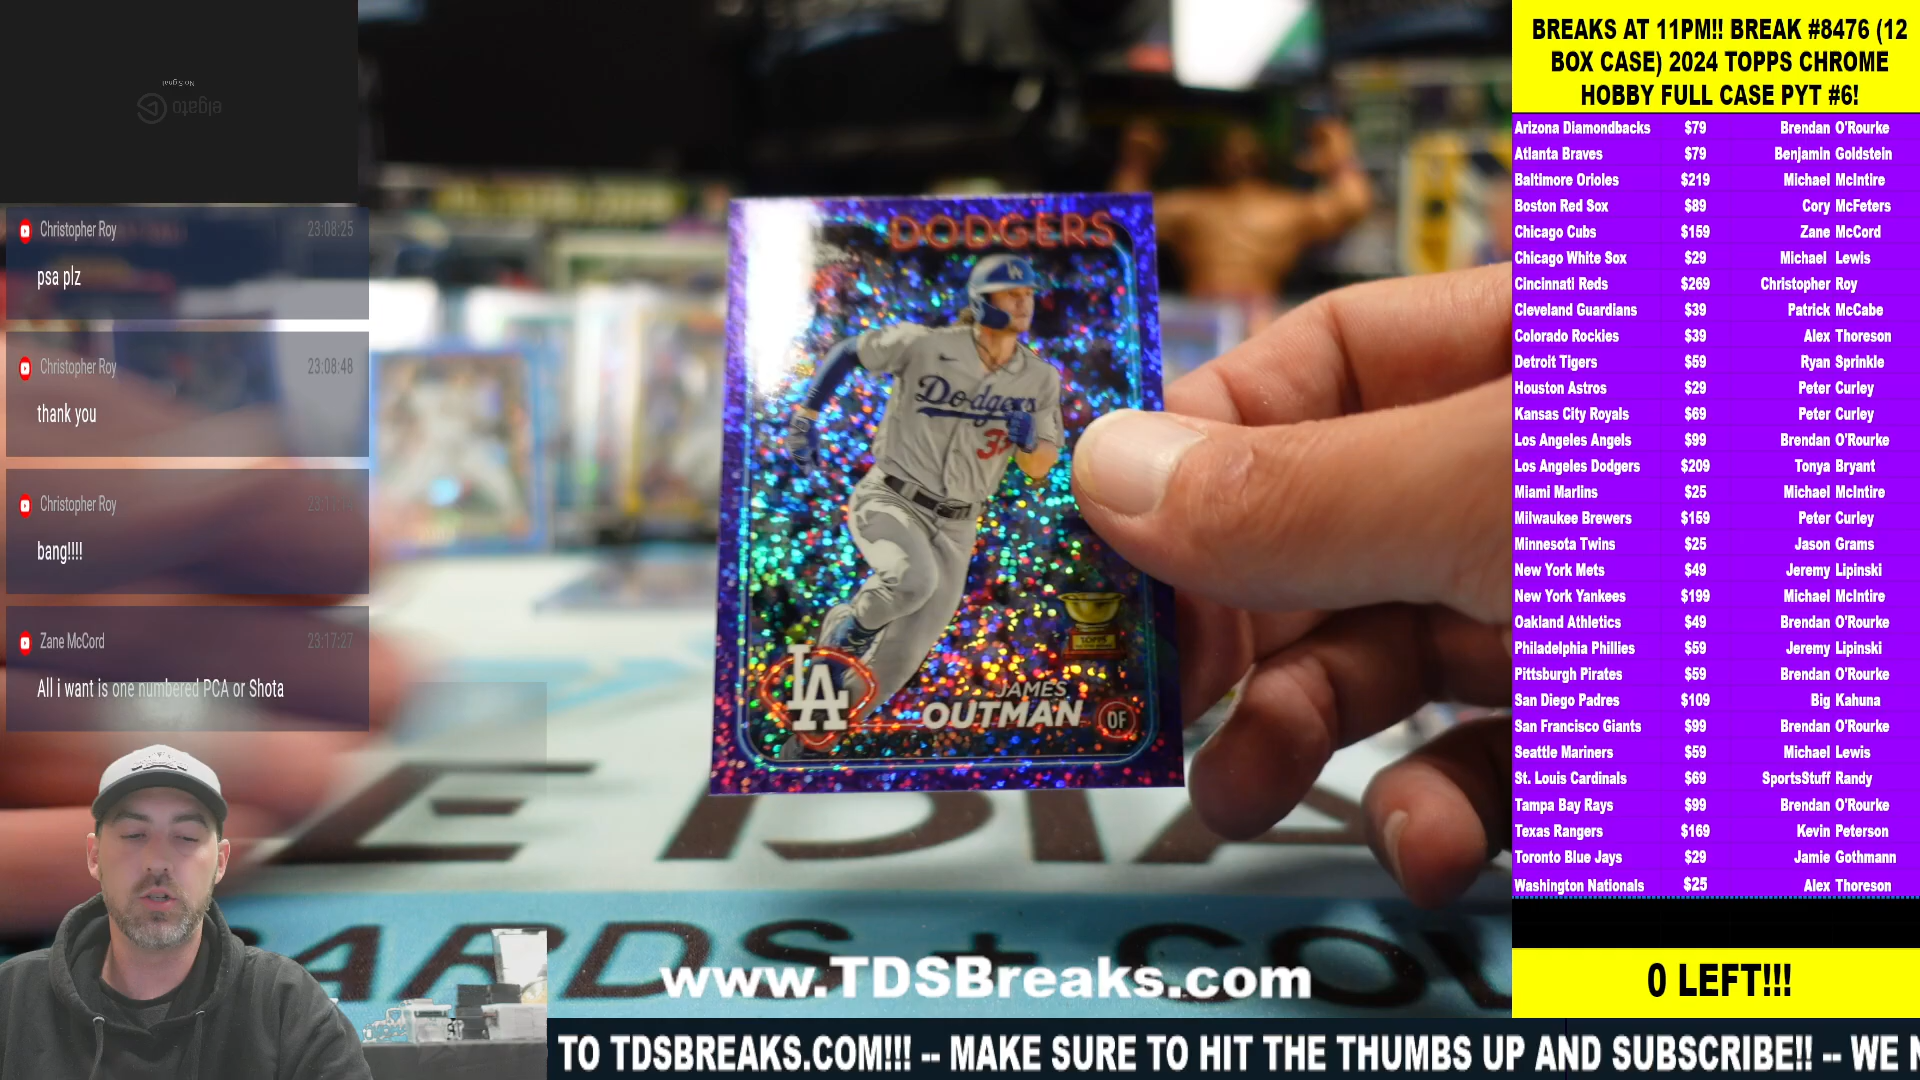 No Signal
elgato
Christopher Roy 23:08:25
psa plz
Christopher Roy 23:08:48
thank you
Christopher Roy
bang!!!!
Zane McCord 23:17:27
All i want is one numbered PCA or Shota
DODGERS
Dodgers
TOPPS
LA
JAMES
OUTMAN OF
CARDS + CO
www.TDSBreaks.com
TO TDSBREAKS.COM!!! -- MAKE SURE TO HIT THE THUMBS UP AND SUBSCRIBE!! -- WE
BREAKS AT 11PM!! BREAK #8476 (12
BOX CASE) 2024 TOPPS CHROME
HOBBY FULL CASE PYT #6!
Arizona Diamondbacks $79 Brendan O'Rourke
Atlanta Braves $79 Benjamin Goldstein
Baltimore Orioles $219 Michael McIntire
Boston Red Sox $89 Cory McFeters
Chicago Cubs $159 Zane McCord
Chicago White Sox $29 Michael Lewis
Cincinnati Reds $269 Christopher Roy
Cleveland Guardians $39 Patrick McCabe
Colorado Rockies $39 Alex Thoreson
Detroit Tigers $59 Ryan Sprinkle
Houston Astros $29 Peter Curley
Kansas City Royals $69 Peter Curley
Los Angeles Angels $99 Brendan O'Rourke
Los Angeles Dodgers $209 Tonya Bryant
Miami Marlins $25 Michael McIntire
Milwaukee Brewers $159 Peter Curley
Minnesota Twins $25 Jason Grams
New York Mets $49 Jeremy Lipinski
New York Yankees $199 Michael McIntire
Oakland Athletics $49 Brendan O'Rourke
Philadelphia Phillies $59 Jeremy Lipinski
Pittsburgh Pirates $59 Brendan O'Rourke
San Diego Padres $109 Big Kahuna
San Francisco Giants $99 Brendan O'Rourke
Seattle Mariners $59 Michael Lewis
St. Louis Cardinals $69 SportsStuff Randy
Tampa Bay Rays $99 Brendan O'Rourke
Texas Rangers $169 Kevin Peterson
Toronto Blue Jays $29 Jamie Gothmann
Washington Nationals $25 Alex Thoreson
0 LEFT!!!